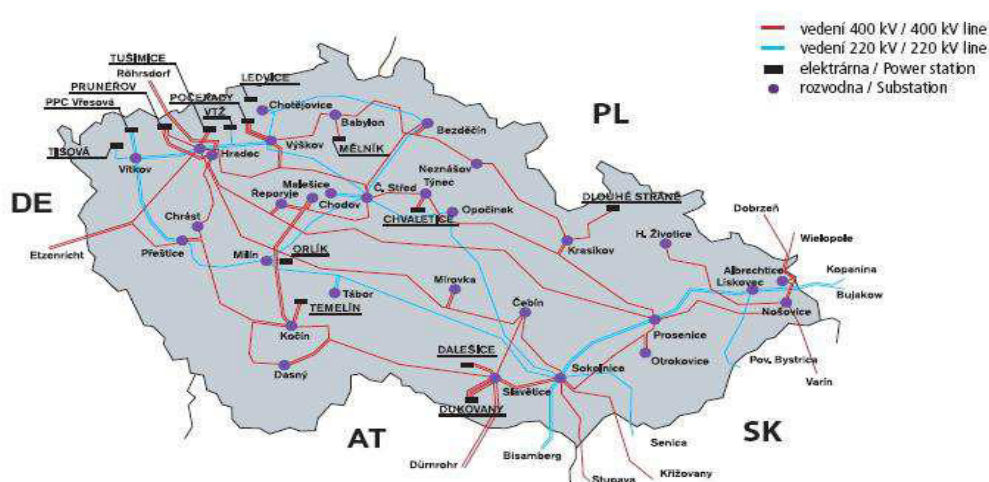 vedení 400 kV / 400 kV line
vedení 220 kV / 220 kV line
elektrárna / Power station
rozvodna / Substation
TUŠIMICE
Röhrsdorf
PRUNÉŘOV
PPC Vřesová
TISOVÁ
LEDVICE
POČERADY
VTŽ
Chotějovice
Babylon
Bezděčín
MĚLNÍK
Výškov
Hradec
Vítkov
PL
Neznášov
Týnec
DE
Malešice
Řeporyje
Chodov
Č. Střed
CHVALETICE
Opočínek
DLOUHÉ STRÁNĚ
Dobrzeń
Wielopole
Chrást
Krasíkov
H. Životice
Etzenricht
Přeštice
Milín
ORLÍK
Albrechtice
Lískovec
Kopanina
Bujakow
Tábor
Mírovka
Nošovice
TEMELÍN
Čebín
Kočín
Prosenice
DALEŠICE
Otrokovice
Pov. Bystrica
Dasný
Sokolnice
Varín
Slavětice
DUKOVANY
AT
SK
Senica
Bisamberg
Dürnrohr
Křižovany
Stupava